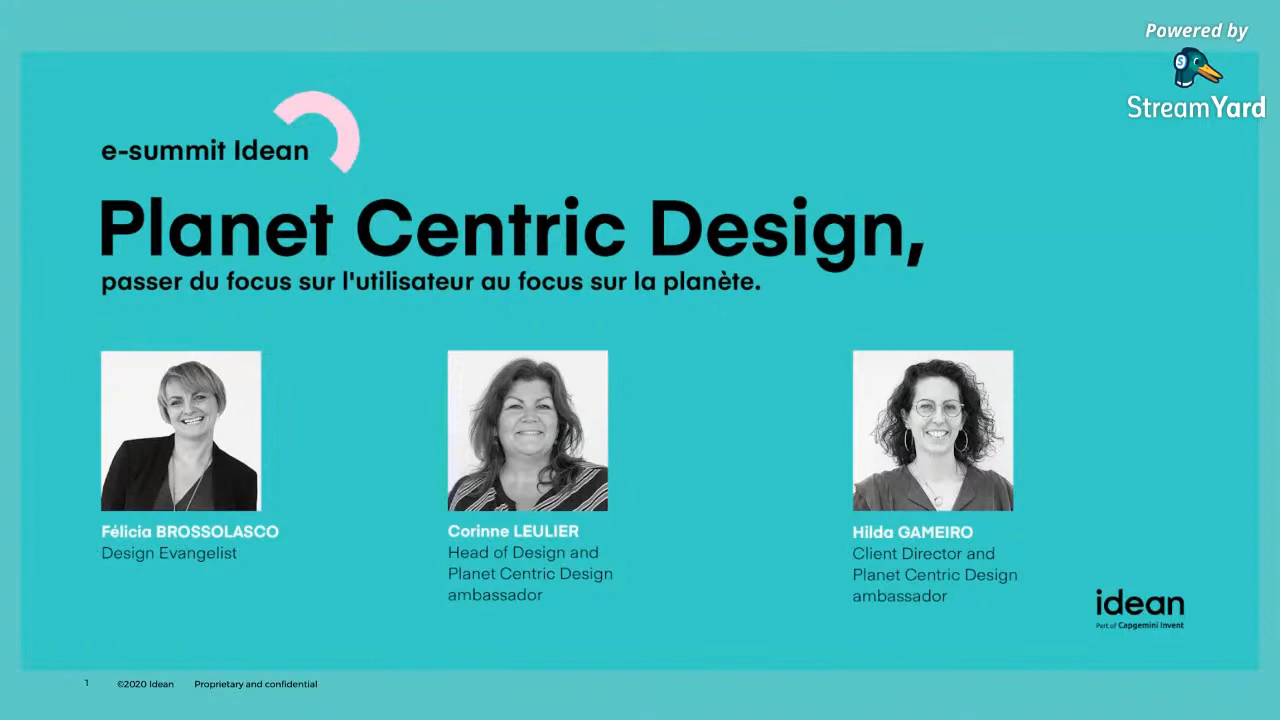 Powered by
StreamYard
e-summit Idean
Planet Centric Design,
passer du focus sur l'utilisateur au focus sur la planète.
Félicia BROSSOLASCO
Design Evangelist
Corinne LEULIER
Head of Design and
Planet Centric Design
ambassador
Hilda GAMEIRO
Client Director and
Planet Centric Design
ambassador
idean
Part of Capgemini Invent
1 ©2020 Idean Proprietary and confidential